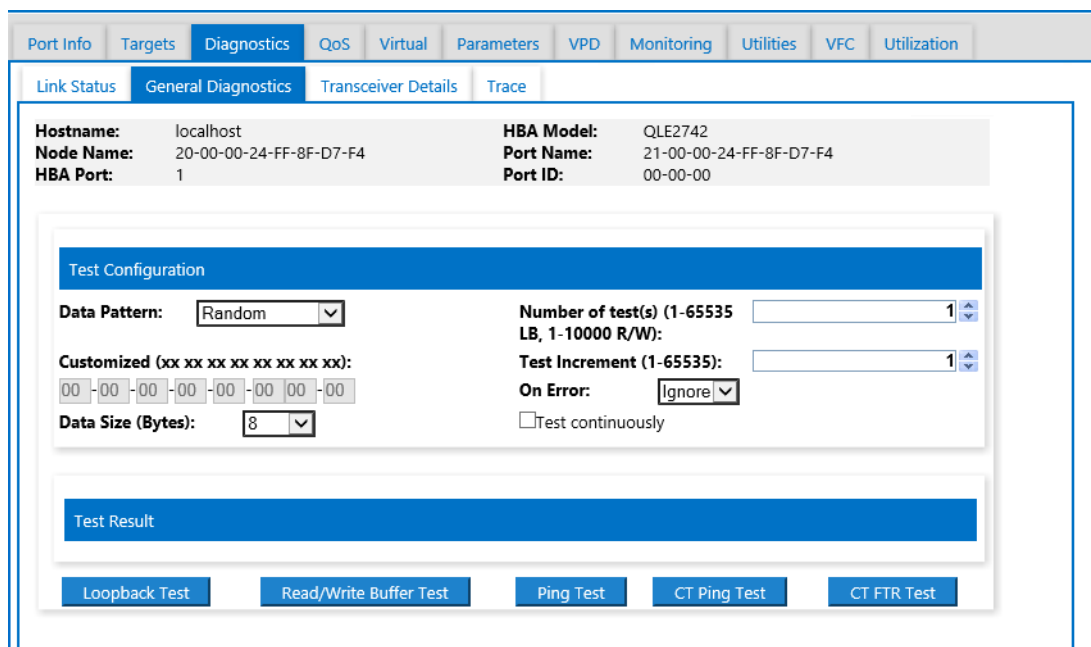 Port Info Targets Diagnostics QoS Virtual Parameters VPD Monitoring Utilities VFC Utilization
Link Status General Diagnostics Transceiver Details Trace
Hostname: localhost HBA Model: QLE2742
Node Name: 20-00-00-24-FF-8F-D7-F4 Port Name: 21-00-00-24-FF-8F-D7-F4
HBA Port: 1 Port ID: 00-00-00
Test Configuration
Data Pattern: Random Number of test(s) (1-65535 1
LB, 1-10000 R/W):
Customized (xx xx xx xx xx xx xx xx): Test Increment (1-65535): 1
00 -00 -00 -00 -00 -00 00 -00 On Error: Ignore
Data Size (Bytes): 8 Test continuously
Test Result
Loopback Test Read/Write Buffer Test Ping Test CT Ping Test CT FTR Test